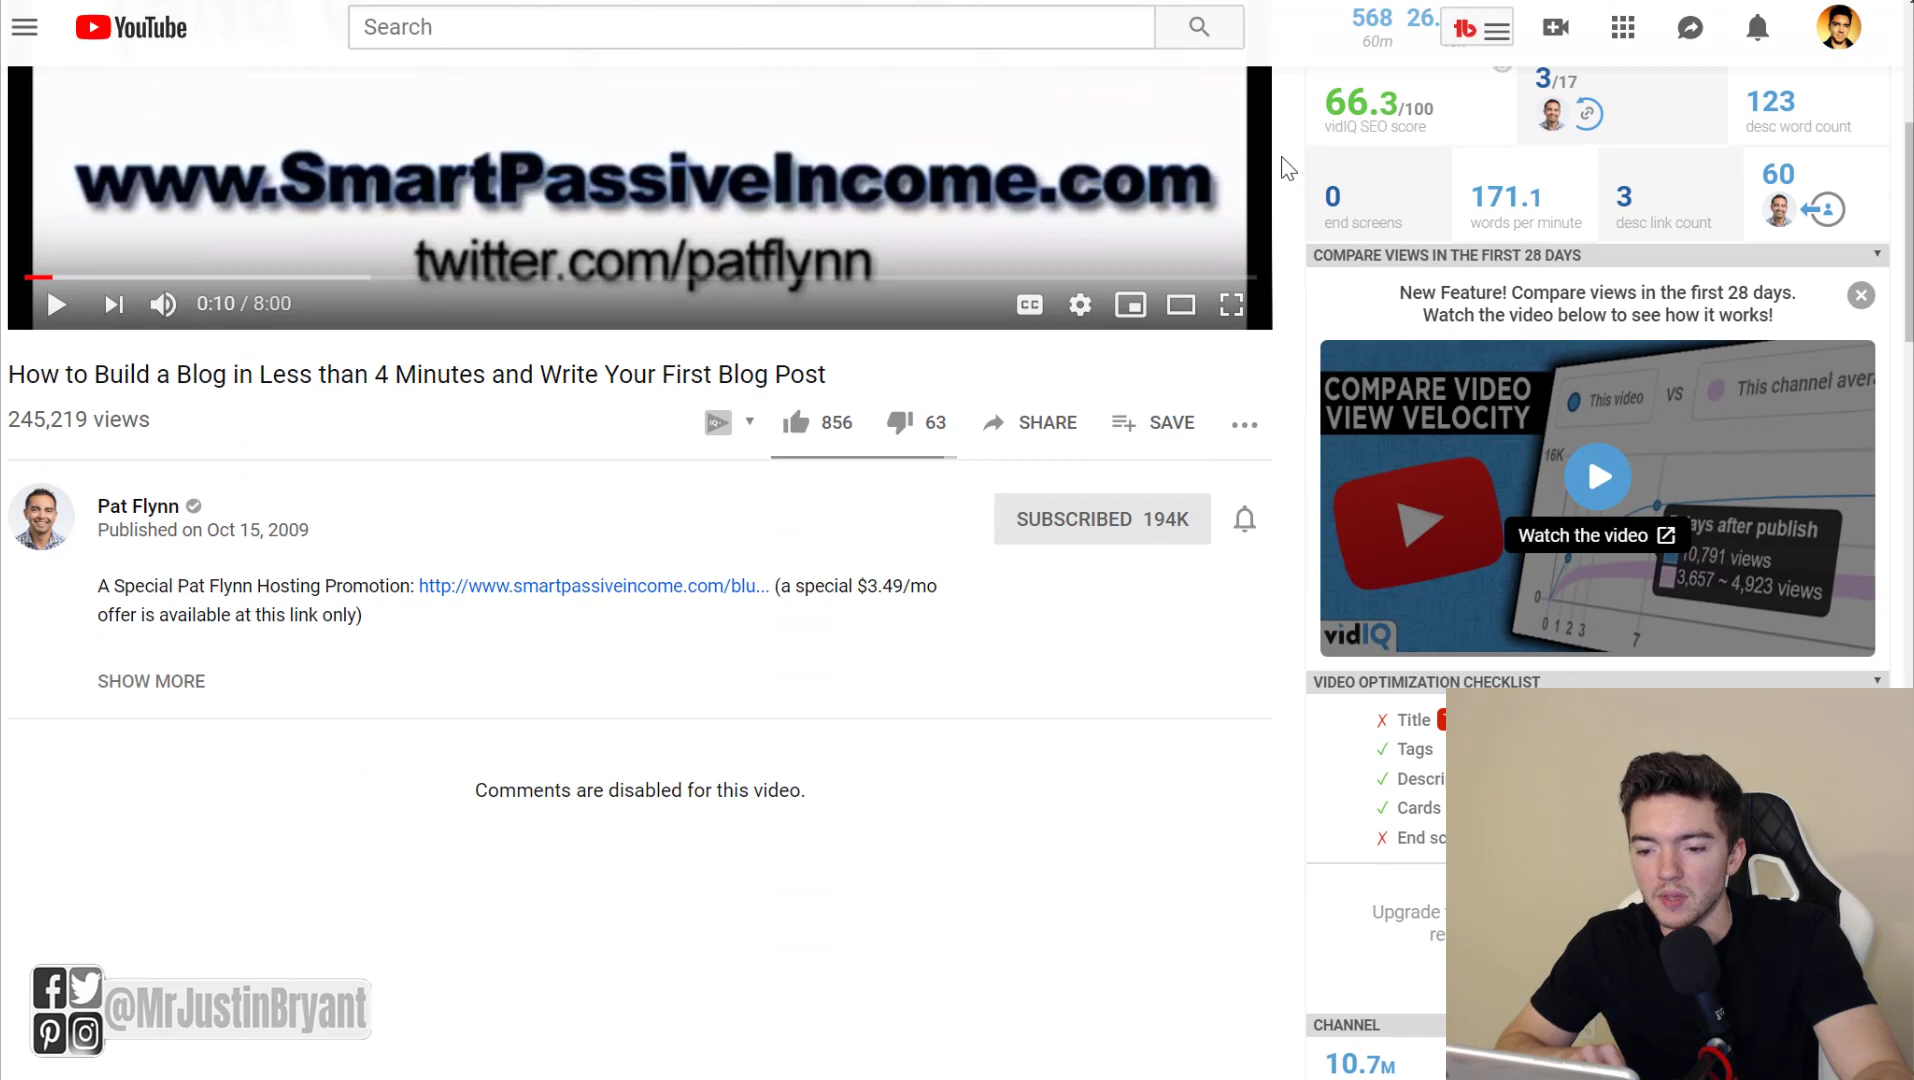 YouTube
Search
568 26.
60m
www.SmartPassiveIncome.com
twitter.com/patflynn
0:10 / 8:00
CC
How to Build a Blog in Less than 4 Minutes and Write Your First Blog Post
245,219 views
IQ
856
63
SHARE
SAVE
Pat Flynn
Published on Oct 15, 2009
SUBSCRIBED 194K
A Special Pat Flynn Hosting Promotion: http://www.smartpassiveincome.com/blu... (a special $3.49/mo
offer is available at this link only)
SHOW MORE
Comments are disabled for this video.
@MrJustinBryant
66.3/100
vidIQ SEO score
3/17
123
desc word count
0
end screens
171.1
words per minute
3
desc link count
60
COMPARE VIEWS IN THE FIRST 28 DAYS
New Feature! Compare views in the first 28 days.
Watch the video below to see how it works!
COMPARE VIDEO
VIEW VELOCITY
This video
VS
This channel aver
16K
Watch the video
ays after publish
10,791 views
3,657 ~ 4,923 views
0
0 1 2 3
7
vidIQ
VIDEO OPTIMIZATION CHECKLIST
Title
Tags
Descri
Cards
End sc
Upgrade
re
CHANNEL
10.7M